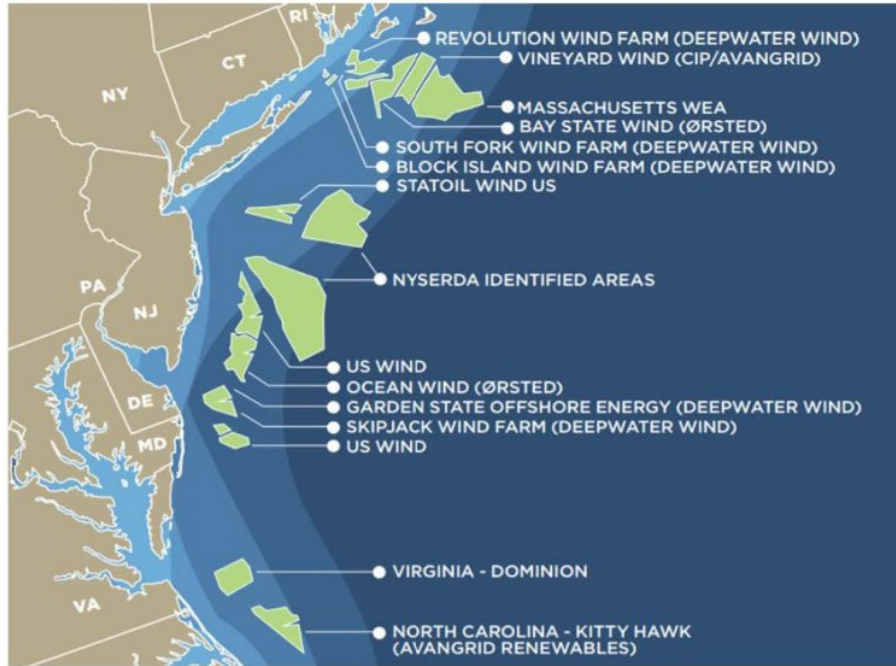 RI
REVOLUTION WIND FARM (DEEPWATER WIND)
CT
VINEYARD WIND (CIP/AVANGRID)
NY
MASSACHUSETTS WEA
BAY STATE WIND (ØRSTED)
SOUTH FORK WIND FARM (DEEPWATER WIND)
BLOCK ISLAND WIND FARM (DEEPWATER WIND)
STATOIL WIND US
PA
NYSERDA IDENTIFIED AREAS
NJ
US WIND
OCEAN WIND (ØRSTED)
DE
GARDEN STATE OFFSHORE ENERGY (DEEPWATER WIND)
SKIPJACK WIND FARM (DEEPWATER WIND)
MD
US WIND
VIRGINIA - DOMINION
VA
NORTH CAROLINA - KITTY HAWK
(AVANGRID RENEWABLES)